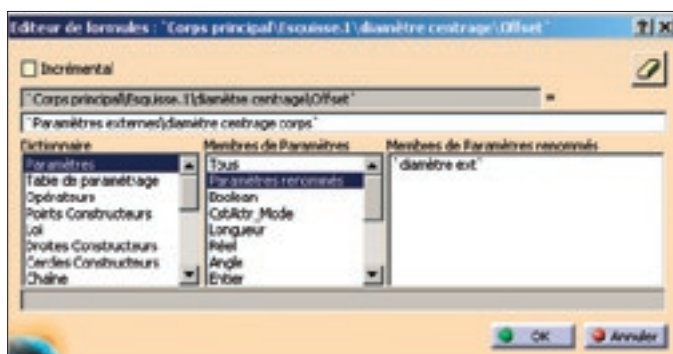 Editeur de formules : `Corps principal\Esquisse.1\diamètre centrage\Offset`
Incrémental
`Corps principal\Esquisse.1\diamètre centrage\Offset` =
`Paramètres externes\diamètre centrage corps`
Dictionnaire Membres de Paramètres Membres de Paramètres renommés
Paramètres Tous `diamètre ext`
Table de paramétrage Paramètres renommés
Opérateurs Boolean
Points Constructeurs CstAttr_Mode
Loi Longueur
Droites Constructeurs Réel
Cercles Constructeurs Angle
Chaîne Entier
OK Annuler